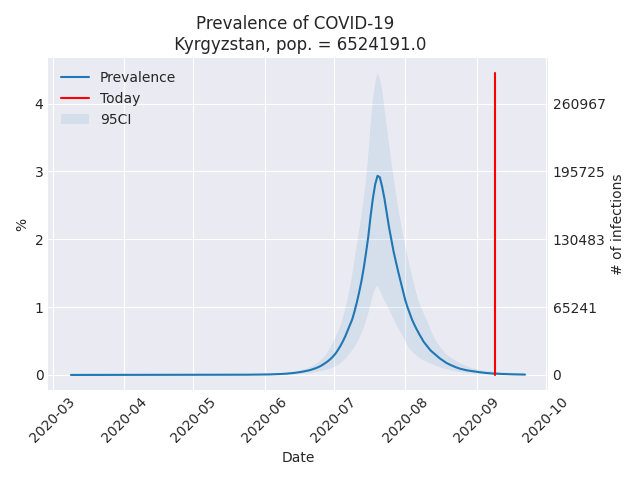 Prevalence of COVID-19
Kyrgyzstan, pop. = 6524191.0
Prevalence
Today
95CI
4
3
2
1
0
%
260967
195725
130483
65241
0
# of infections
2020-03
2020-04
2020-05
2020-06
2020-07
2020-08
2020-09
2020-10
Date